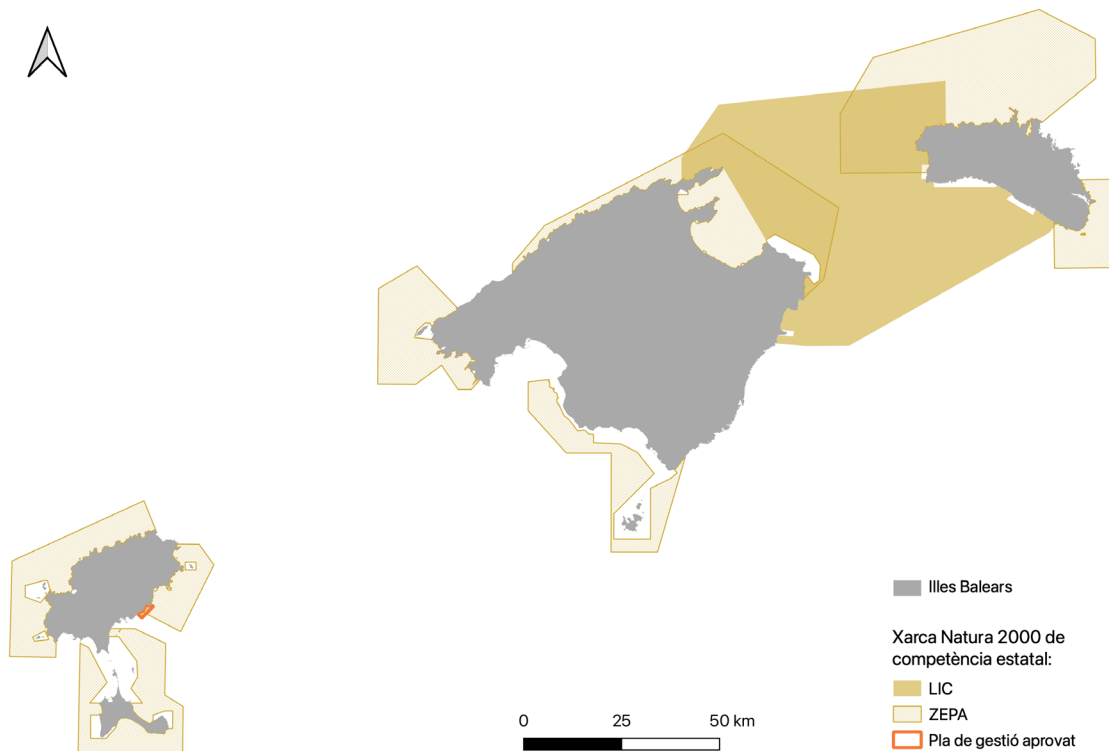 Illes Balears
Xarca Natura 2000 de
competència estatal:
LIC
ZEPA
Pla de gestió aprovat
0 25 50 km